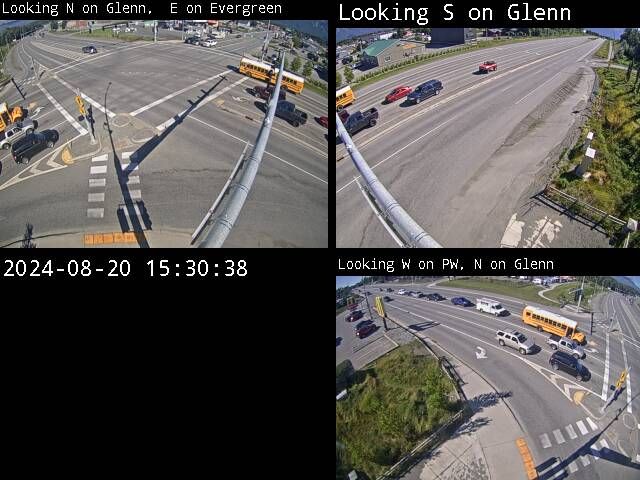 Looking N on Glenn, E on Evergreen
Looking S on Glenn
2024-08-20 15:30:38
Looking W on PW, N on Glenn